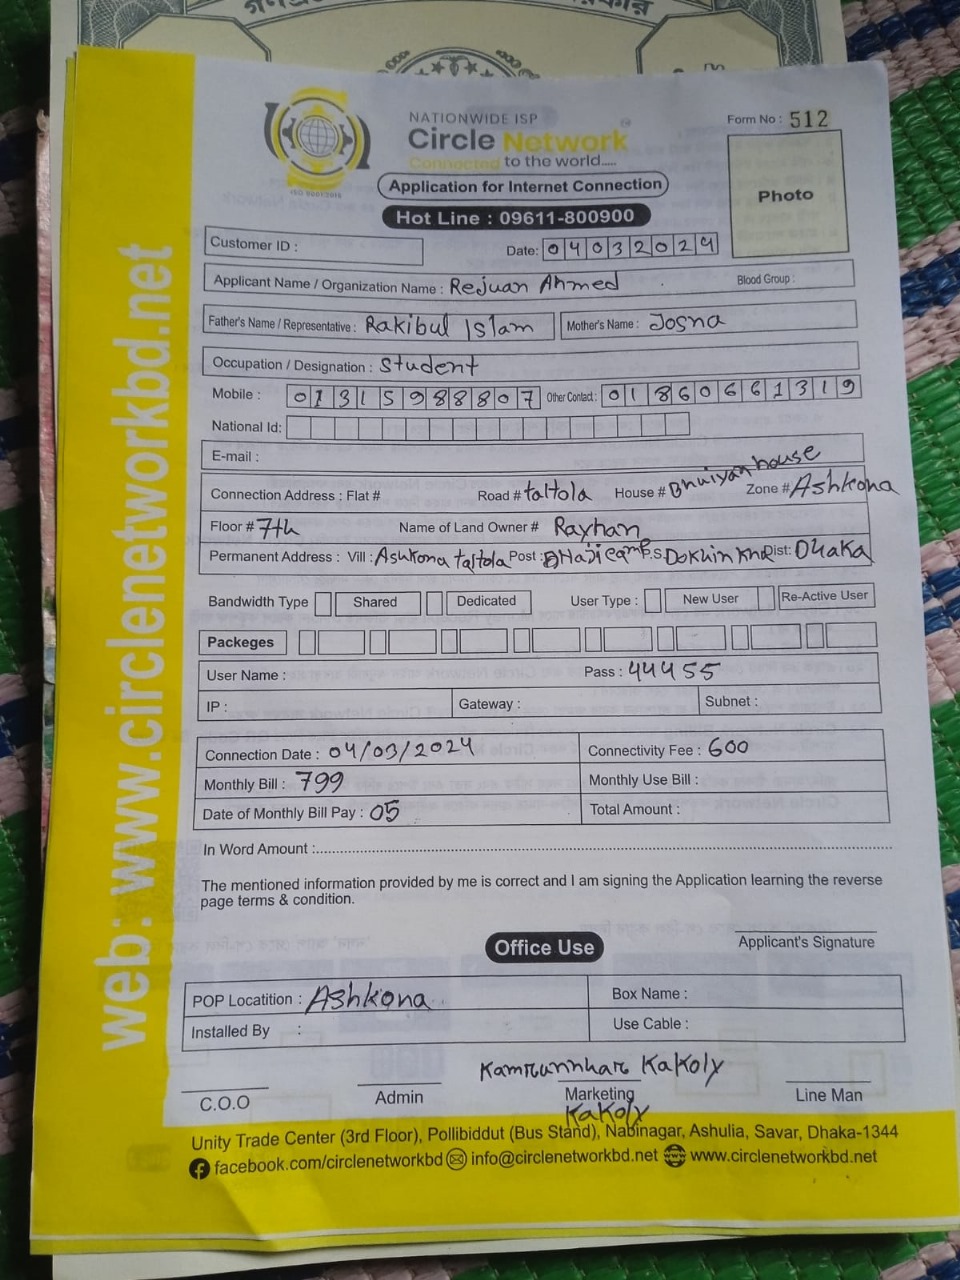 NATIONWIDE ISP
Circle Network
Connected to the world.....
ISO 9001:2015
Form No : 512
Photo
Application for Internet Connection
Hot Line : 09611-800900
Customer ID : Date: 04032024
Applicant Name / Organization Name : Rejuan Ahmed Blood Group :
Father's Name / Representative : Rakibul Islam Mother's Name : Josna
Occupation / Designation : Student
Mobile : 01315988807 Other Contact : 01860661319
National Id:
E-mail :
Connection Address : Flat # Road # taltola House # Bhuiyan house Zone # Ashkona
Floor # 7th Name of Land Owner # Rayhan
Permanent Address : Vill : Ashkona taltola Post : Haji camp P.S Dokhin Khan Dist: Dhaka
Bandwidth Type Shared Dedicated User Type : New User Re-Active User
Packeges
User Name : Pass : 44455
IP : Gateway : Subnet :
Connection Date : 04/03/2024 Connectivity Fee : 600
Monthly Bill : 799 Monthly Use Bill :
Date of Monthly Bill Pay : 05 Total Amount :
In Word Amount :
The mentioned information provided by me is correct and I am signing the Application learning the reverse
page terms & condition.
Applicant's Signature
Office Use
POP Locatition : Ashkona Box Name :
Installed By : Use Cable :
Kamrunnhar Kakoly
C.O.O Admin Marketing Line Man
Kakoly
Unity Trade Center (3rd Floor), Pollibiddut (Bus Stand), Nabinagar, Ashulia, Savar, Dhaka-1344
facebook.com/circlenetworkbd info@circlenetworkbd.net www.circlenetworkbd.net
web: www.circlenetworkbd.net